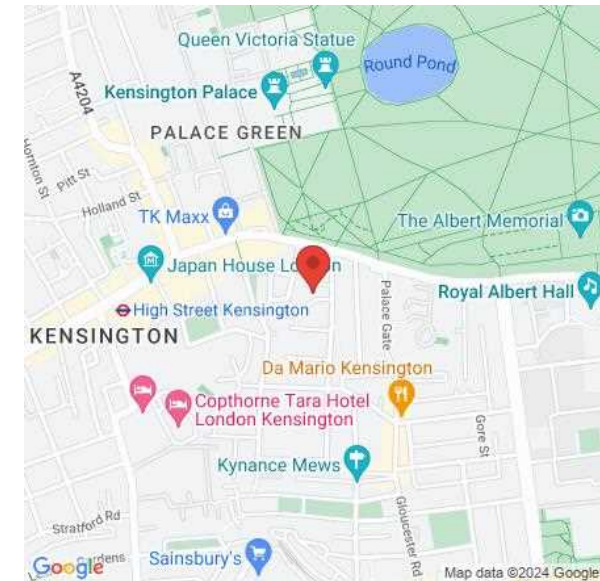 Queen Victoria Statue
Round Pond
A4204
Kensington Palace
PALACE GREEN
Hornton St
Pitt St
Holland St
TK Maxx
The Albert Memorial
Japan House London
Palace Gate
Royal Albert Hall
High Street Kensington
KENSINGTON
Da Mario Kensington
Copthorne Tara Hotel
London Kensington
Gore St
Kynance Mews
Gloucester Rd
Stratford Rd
Sainsbury's
Google
Map data ©2024 Google